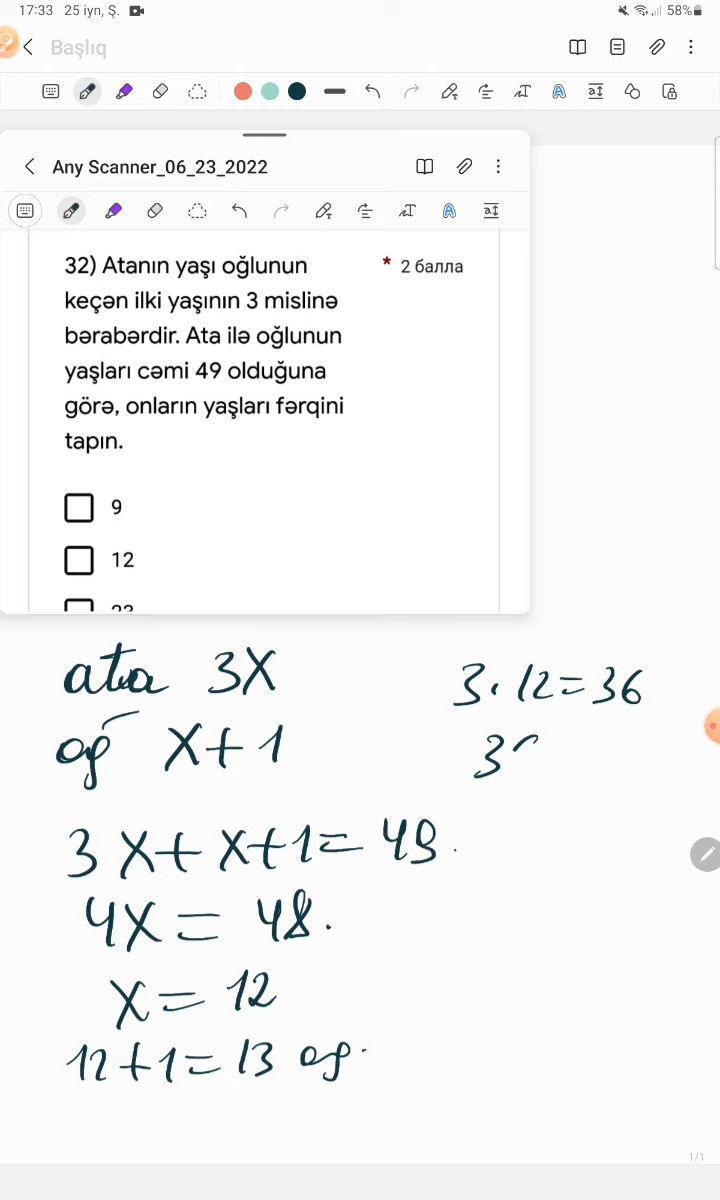 17:33 25 iyn, Ş. 58%
Başlıq
Any Scanner_06_23_2022
32) Atanın yaşı oğlunun * 2 балла
keçən ilki yaşının 3 mislinə
bərabərdir. Ata ilə oğlunun
yaşları cəmi 49 olduğuna
görə, onların yaşları fərqini
tapın.
9
12
ata 3x
oğ x+1
3x+x+1=49.
4x=48.
x=12
12+1=13 oğ.
3·12=36
3
1/1